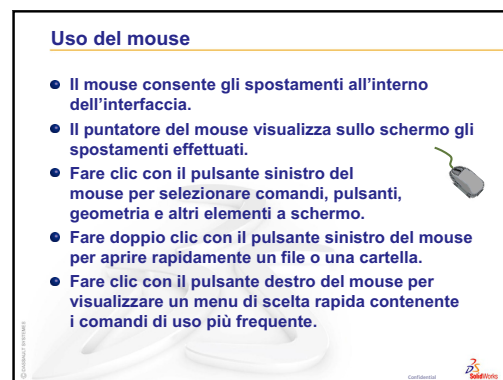 Uso del mouse
Il mouse consente gli spostamenti all'interno
dell'interfaccia.
Il puntatore del mouse visualizza sullo schermo gli
spostamenti effettuati.
Fare clic con il pulsante sinistro del
mouse per selezionare comandi, pulsanti,
geometria e altri elementi a schermo.
Fare doppio clic con il pulsante sinistro del mouse
per aprire rapidamente un file o una cartella.
Fare clic con il pulsante destro del mouse per
visualizzare un menu di scelta rapida contenente
i comandi di uso più frequente.
© DASSAULT SYSTEMES
Confidential
SolidWorks